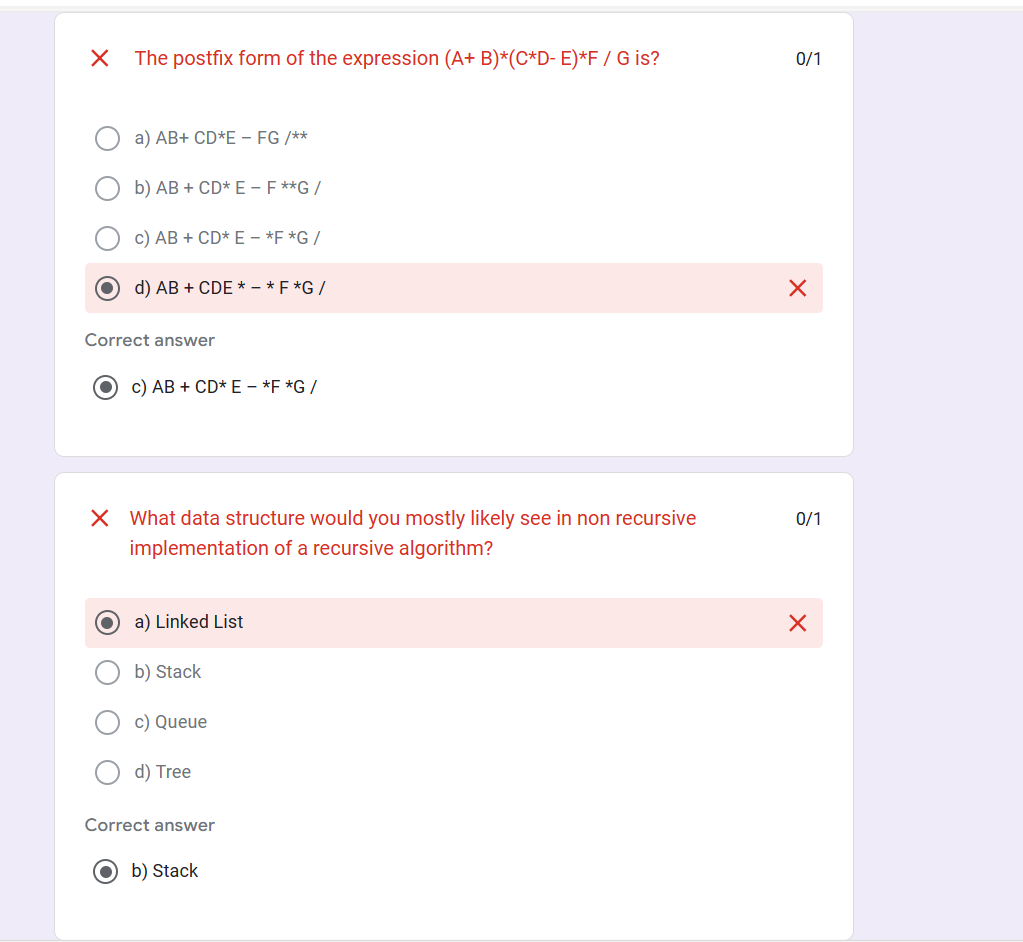 The postfix form of the expression (A+ B)*(C*D- E)*F / G is?
0/1
a) AB+ CD*E – FG /**
b) AB + CD* E – F **G /
c) AB + CD* E – *F *G /
d) AB + CDE * – * F *G /
Correct answer
c) AB + CD* E – *F *G /
What data structure would you mostly likely see in non recursive
implementation of a recursive algorithm?
0/1
a) Linked List
b) Stack
c) Queue
d) Tree
Correct answer
b) Stack